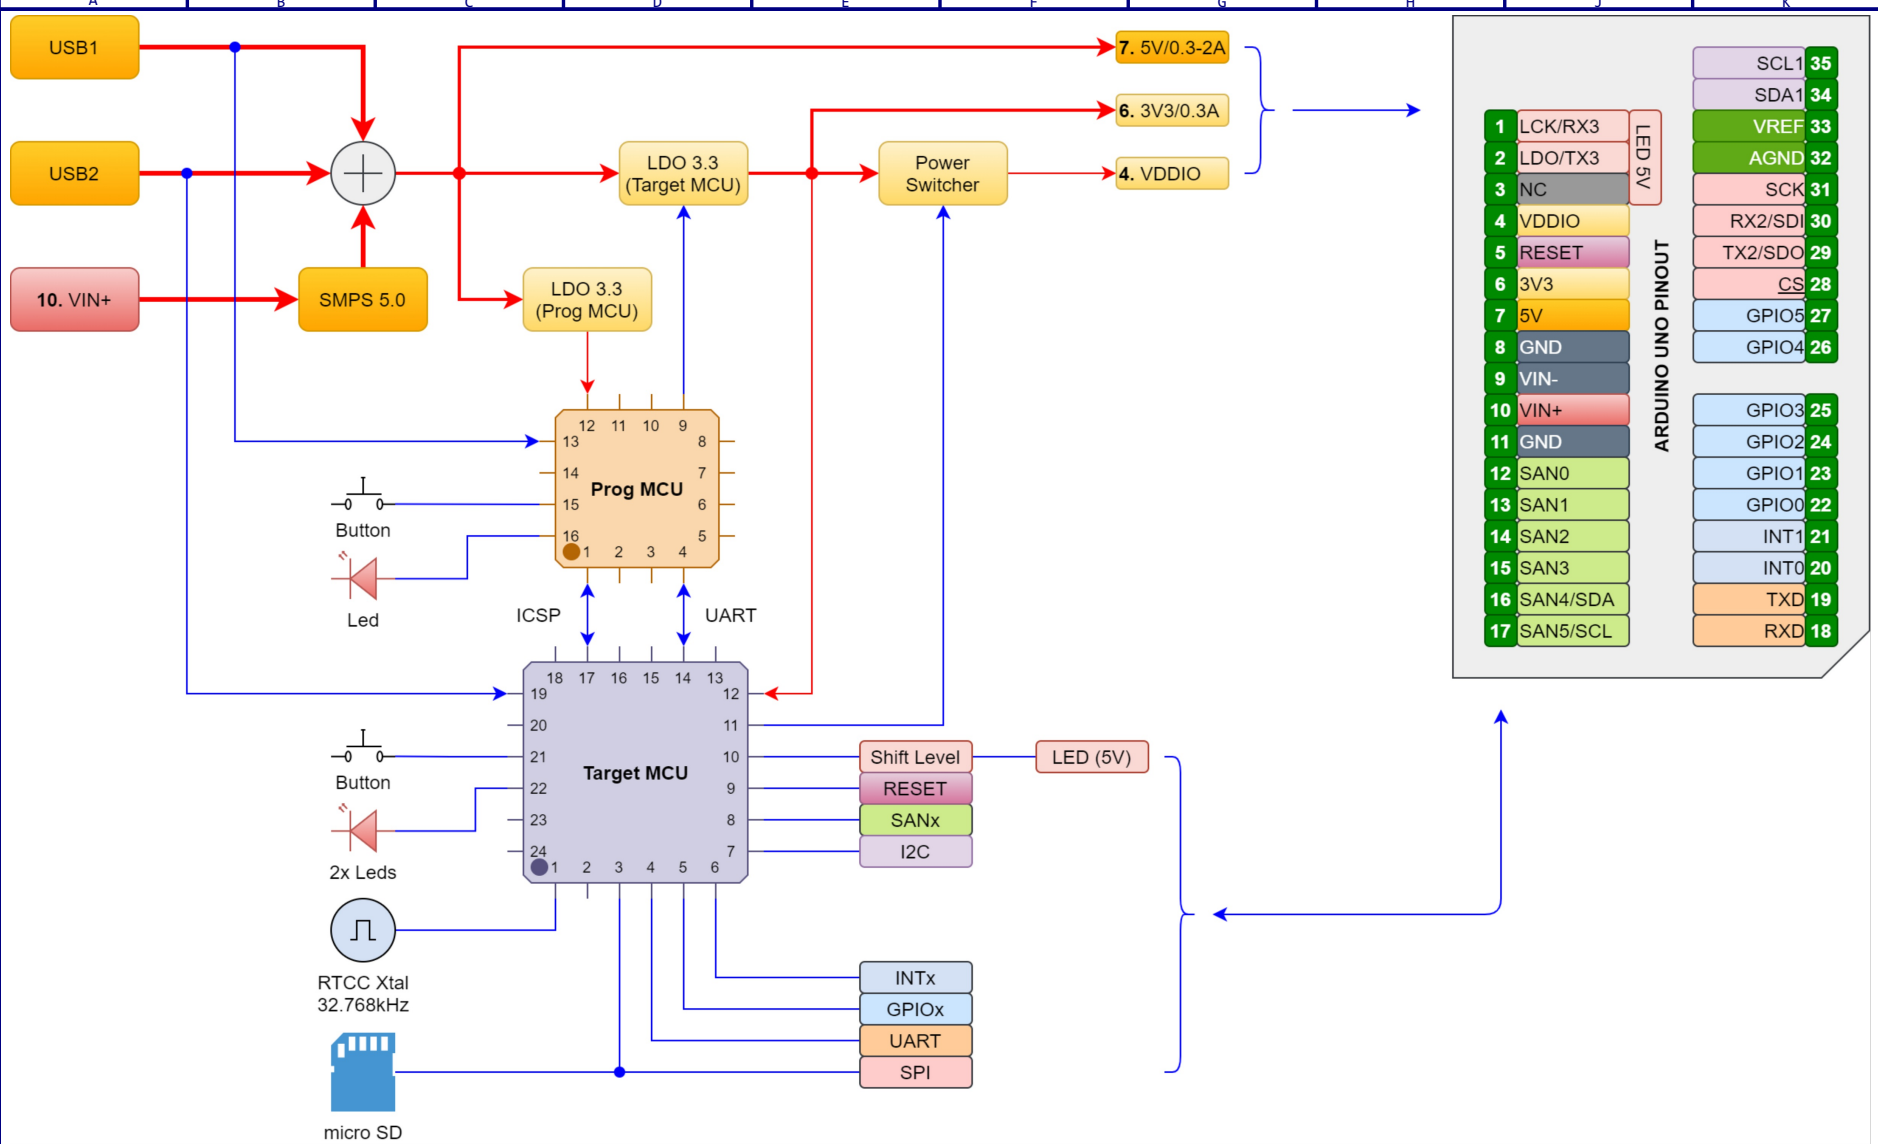 A B C D E F G H J K
USB1
USB2
10. VIN+
SMPS 5.0
LDO 3.3
(Target MCU)
LDO 3.3
(Prog MCU)
Power
Switcher
7. 5V/0.3-2A
6. 3V3/0.3A
4. VDDIO
12 11 10 9
13
14
15
16
8
7
6
5
Prog MCU
1 2 3 4
Button
Led
ICSP
UART
18 17 16 15 14 13
19
20
21
22
23
24
12
11
10
9
8
7
Target MCU
1 2 3 4 5 6
Button
2x Leds
RTCC Xtal
32.768kHz
micro SD
Shift Level
LED (5V)
RESET
SANx
I2C
INTx
GPIOx
UART
SPI
1 LCK/RX3
2 LDO/TX3
3 NC
4 VDDIO
5 RESET
6 3V3
7 5V
8 GND
9 VIN-
10 VIN+
11 GND
12 SAN0
13 SAN1
14 SAN2
15 SAN3
16 SAN4/SDA
17 SAN5/SCL
LED 5V
ARDUINO UNO PINOUT
SCL1 35
SDA1 34
VREF 33
AGND 32
SCK 31
RX2/SDI 30
TX2/SDO 29
CS 28
GPIO5 27
GPIO4 26
GPIO3 25
GPIO2 24
GPIO1 23
GPIO0 22
INT1 21
INT0 20
TXD 19
RXD 18